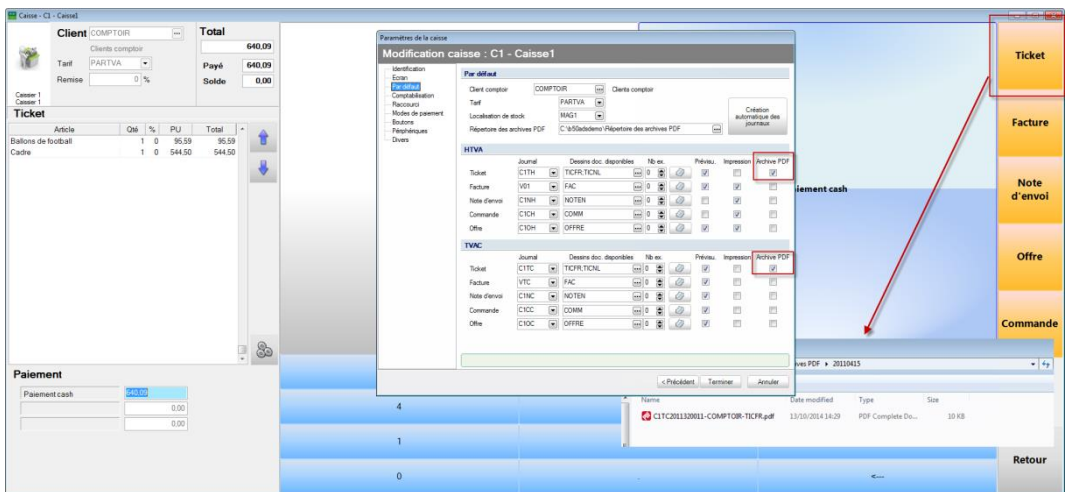 Caisse - C1 - Caisse1
Client COMPTOIR ...
Clients comptoir
Tarif PARTVA
Remise 0 %
Caissier 1
Caissier 1
Total
640,09
Payé 640,09
Solde 0,00
Ticket
Article Qté % PU Total
Ballons de football 1 0 95,59 95,59
Cadre 1 0 544,50 544,50
Paiement
Paiement cash 640,09
0,00
0,00
4
1
0 . <---
Paramètres de la caisse
Modification caisse : C1 - Caisse1
Identification
Ecran
Par défaut
Comptabilisation
Raccourci
Modes de paiement
Boutons
Périphériques
Divers
Par défaut
Client comptoir COMPTOIR ... Clients comptoir
Tarif PARTVA
Localisation de stock MAG1
Répertoire des archives PDF ...
Création automatique des journaux
HTVA
Journal Dessins doc. disponibles Nb ex. Prévisu. Impression Archive PDF
Ticket C1TH TICFR;TICNL ... 0
Facture V01 FAC ... 0
Note d'envoi C1NH NOTEN ... 0
Commande C1CH COMM ... 0
Offre C1OH OFFRE ... 0
TVAC
Journal Dessins doc. disponibles Nb ex. Prévisu. Impression Archive PDF
Ticket C1TC TICFR;TICNL ... 0
Facture VTC FAC ... 0
Note d'envoi C1NC NOTEN ... 0
Commande C1CC COMM ... 0
Offre C1OC OFFRE ... 0
< Précédent Terminer Annuler
iement cash
Ticket
Facture
Note
d'envoi
Offre
Commande
Retour
ives PDF 20110415
Name Date modified Type Size
C1TC2011320011-COMPTOIR-TICFR.pdf 13/10/2014 14:29 PDF Complete Do... 10 KB